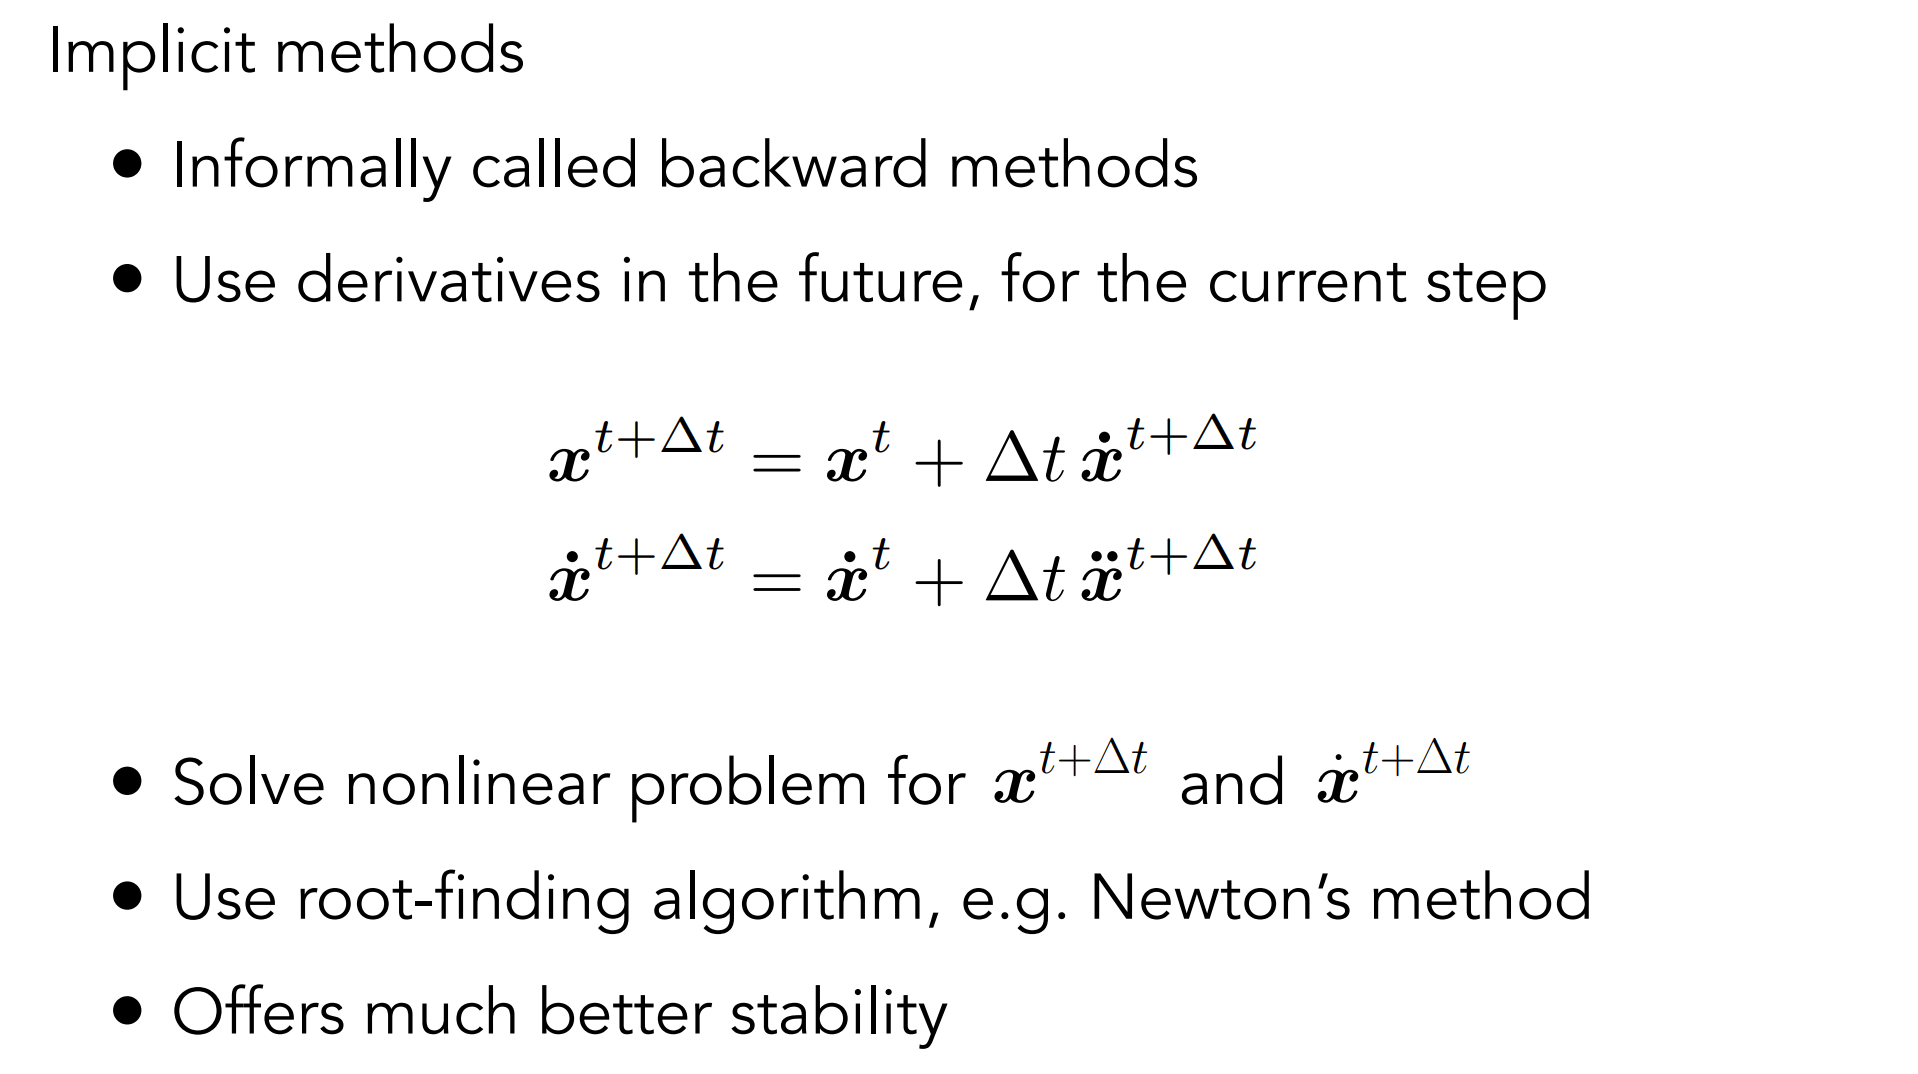 Implicit methods
• Informally called backward methods
• Use derivatives in the future, for the current step
$\boldsymbol{x}^{t+\Delta t} = \boldsymbol{x}^{t} + \Delta t \, \dot{\boldsymbol{x}}^{t+\Delta t}$
$\dot{\boldsymbol{x}}^{t+\Delta t} = \dot{\boldsymbol{x}}^{t} + \Delta t \, \ddot{\boldsymbol{x}}^{t+\Delta t}$
• Solve nonlinear problem for $\boldsymbol{x}^{t+\Delta t}$ and $\dot{\boldsymbol{x}}^{t+\Delta t}$
• Use root-finding algorithm, e.g. Newton’s method
• Offers much better stability